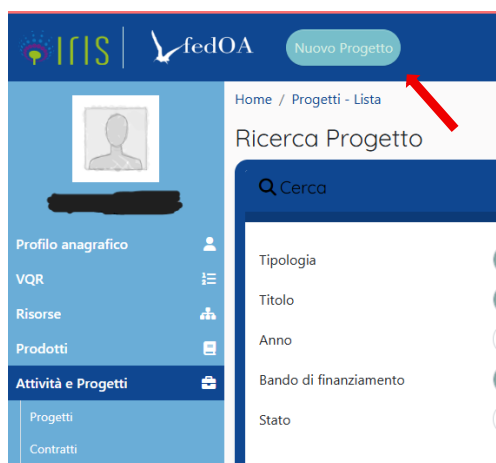 IRIS fedOA Nuovo Progetto
Home / Progetti - Lista
Ricerca Progetto
Cerca
Profilo anagrafico
VQR
Risorse
Prodotti
Attività e Progetti
Progetti
Contratti
Tipologia
Titolo
Anno
Bando di finanziamento
Stato